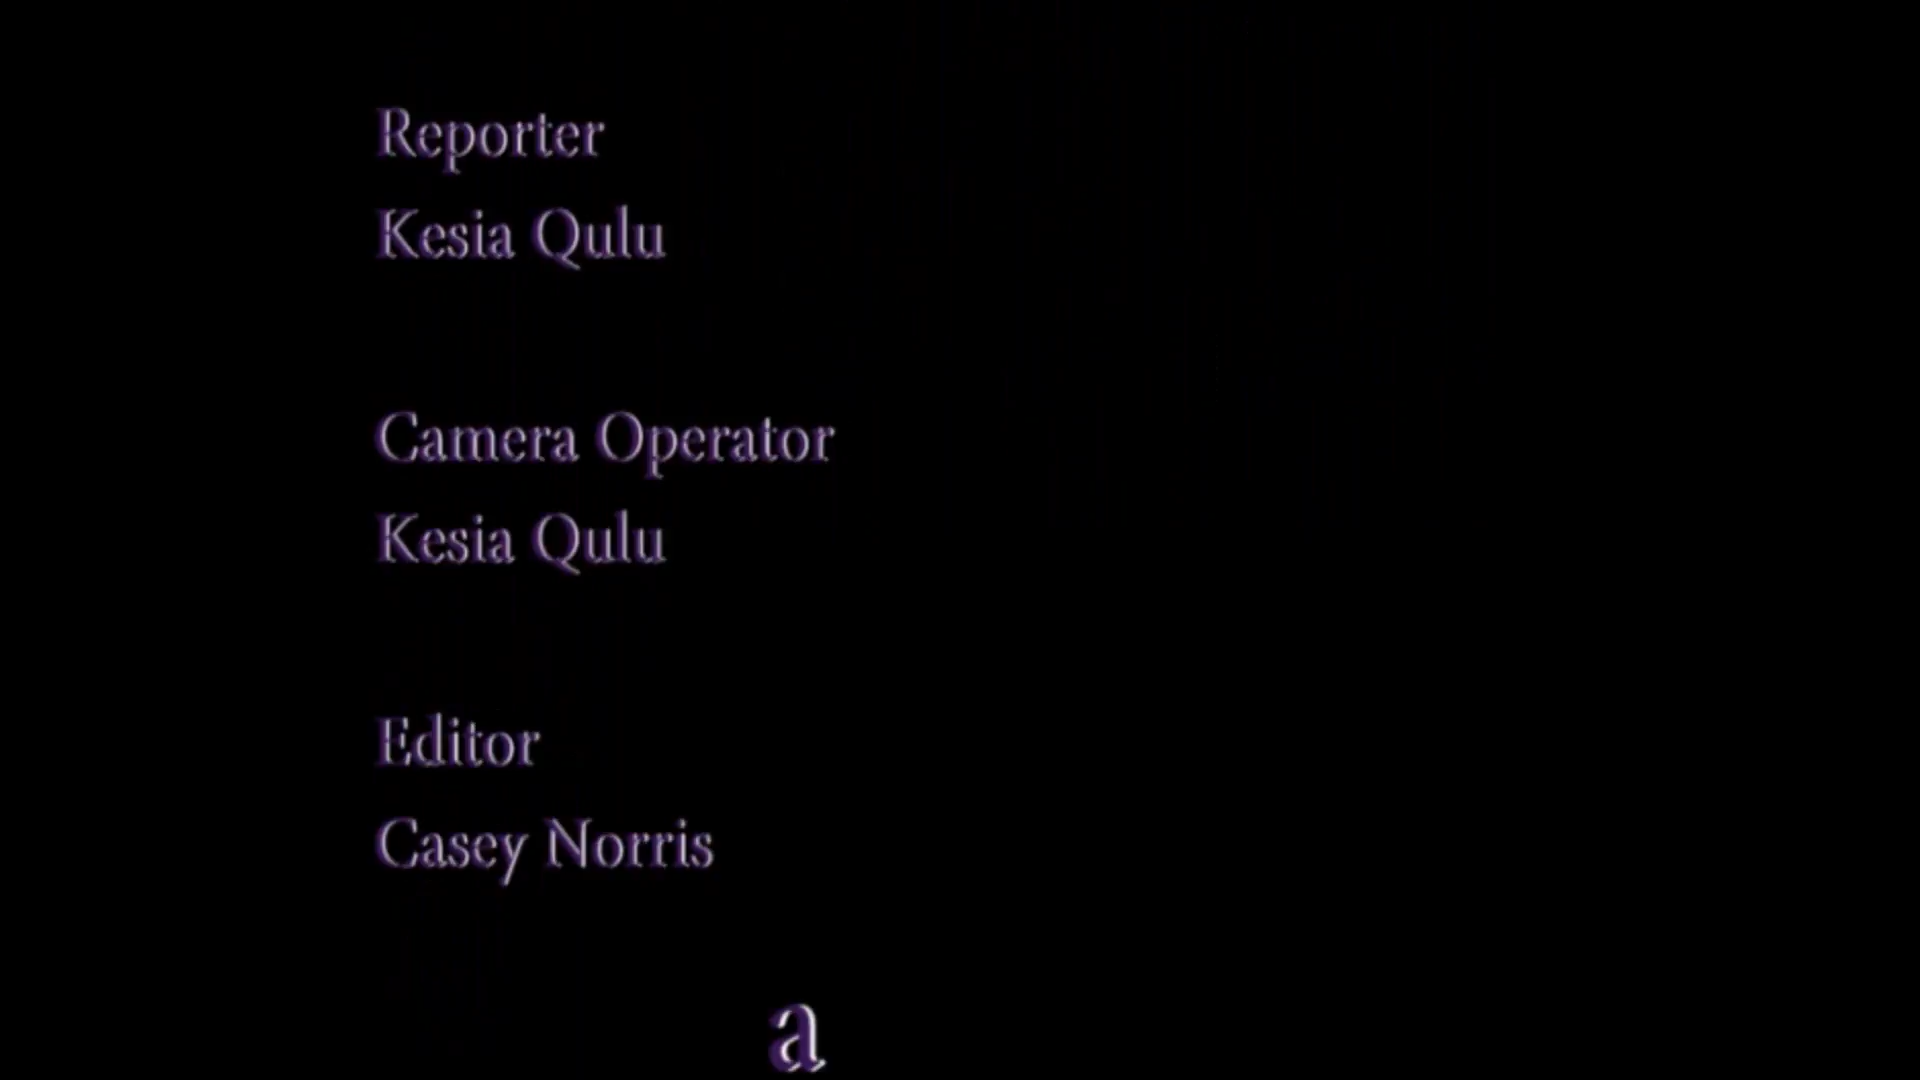 Reporter
Kesia Qulu
Camera Operator
Kesia Qulu
Editor
Casey Norris
a